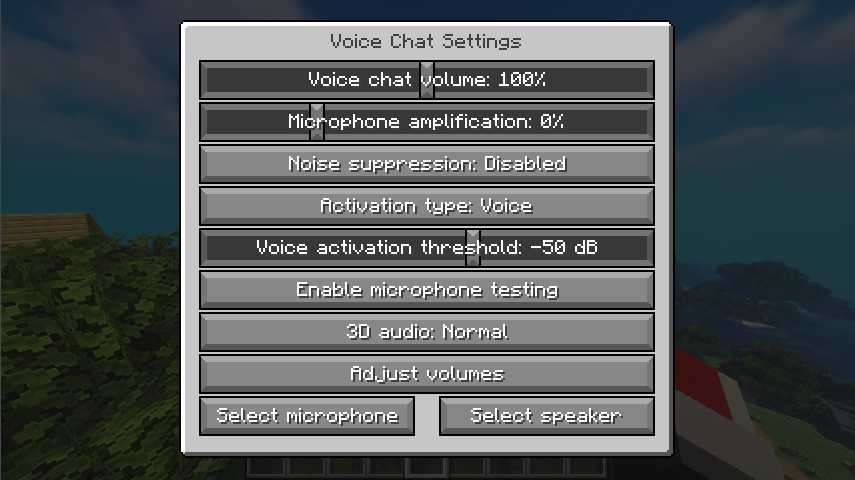 Voice Chat Settings
Voice chat volume: 100%
Microphone amplification: 0%
Noise suppression: Disabled
Activation type: Voice
Voice activation threshold: -50 dB
Enable microphone testing
3D audio: Normal
Adjust volumes
Select microphone
Select speaker